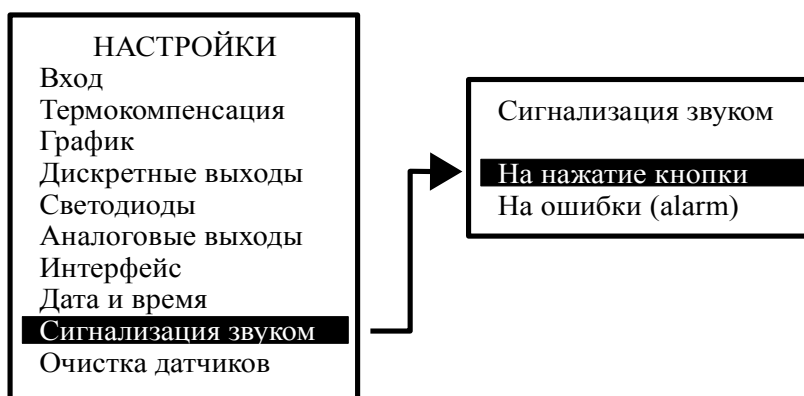 НАСТРОЙКИ
Вход
Термокомпенсация
График
Дискретные выходы
Светодиоды
Аналоговые выходы
Интерфейс
Дата и время
Сигнализация звуком
Очистка датчиков
Сигнализация звуком
На нажатие кнопки
На ошибки (alarm)